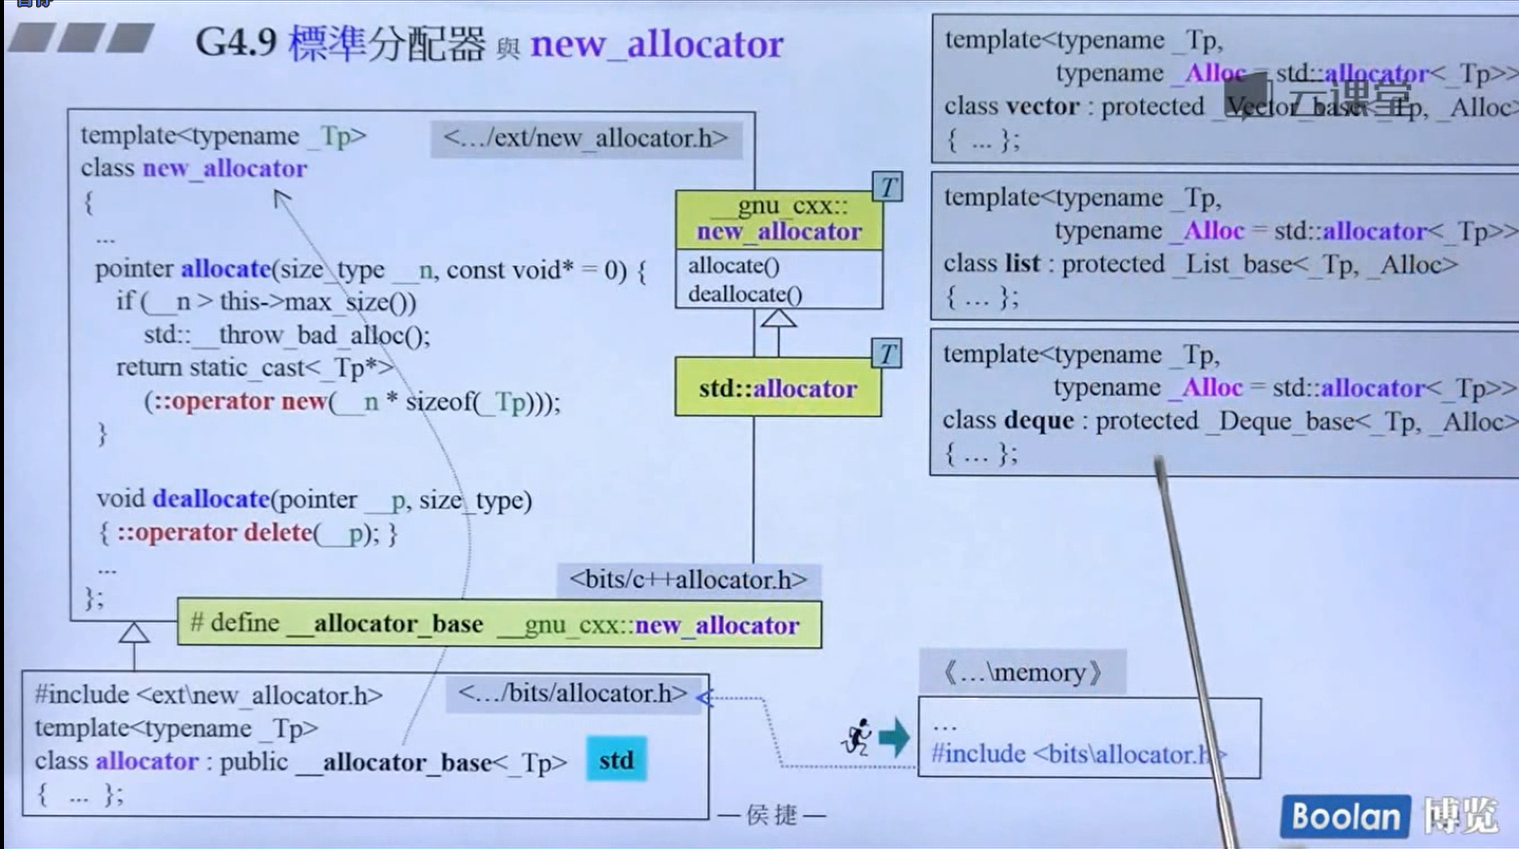 暂停
G4.9 標準分配器 與 new_allocator
template<typename _Tp>
<.../ext/new_allocator.h>
class new_allocator
{
...
pointer allocate(size_type __n, const void* = 0) {
if (__n > this->max_size())
std::__throw_bad_alloc();
return static_cast<_Tp*>
(::operator new(__n * sizeof(_Tp)));
}
void deallocate(pointer __p, size_type)
{ ::operator delete(__p); }
...
};
T
__gnu_cxx::
new_allocator
allocate()
deallocate()
T
std::allocator
<bits/c++allocator.h>
# define __allocator_base __gnu_cxx::new_allocator
#include <ext\new_allocator.h>
<.../bits/allocator.h>
template<typename _Tp>
class allocator : public __allocator_base<_Tp>
std
{ ... };
template<typename _Tp,
typename _Alloc = std::allocator<_Tp>>
class vector : protected _Vector_base<_Tp, _Alloc>
{ ... };
云课堂
template<typename _Tp,
typename _Alloc = std::allocator<_Tp>>
class list : protected _List_base<_Tp, _Alloc>
{ ... };
template<typename _Tp,
typename _Alloc = std::allocator<_Tp>>
class deque : protected _Deque_base<_Tp, _Alloc>
{ ... };
《...\memory》
...
#include <bits\allocator.h>
—侯捷—
Boolan 博览